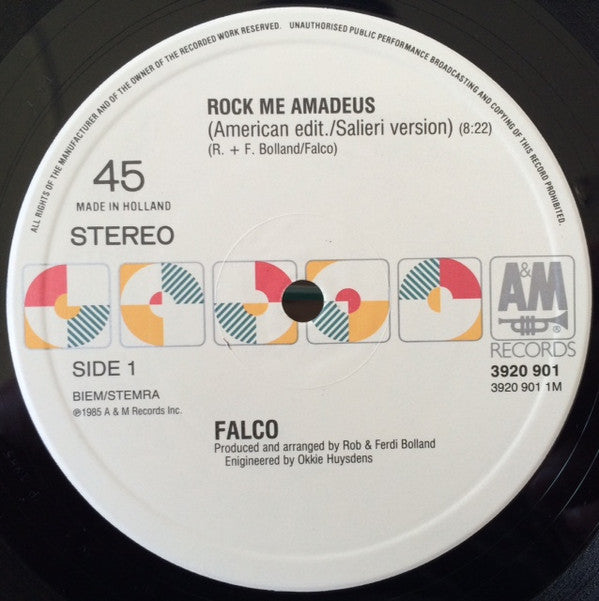 ALL RIGHTS OF THE MANUFACTURER AND OF THE OWNER OF THE RECORDED WORK RESERVED. UNAUTHORISED PUBLIC PERFORMANCE BROADCASTING AND COPYING OF THIS RECORD PROHIBITED.
ROCK ME AMADEUS
(American edit./Salieri version) (8:22)
(R. + F. Bolland/Falco)
45
MADE IN HOLLAND
STEREO
A&M
®
RECORDS
SIDE 1
3920 901
3920 901 1M
BIEM/STEMRA
℗1985 A & M Records Inc.
FALCO
Produced and arranged by Rob & Ferdi Bolland
Enigineered by Okkie Huysdens